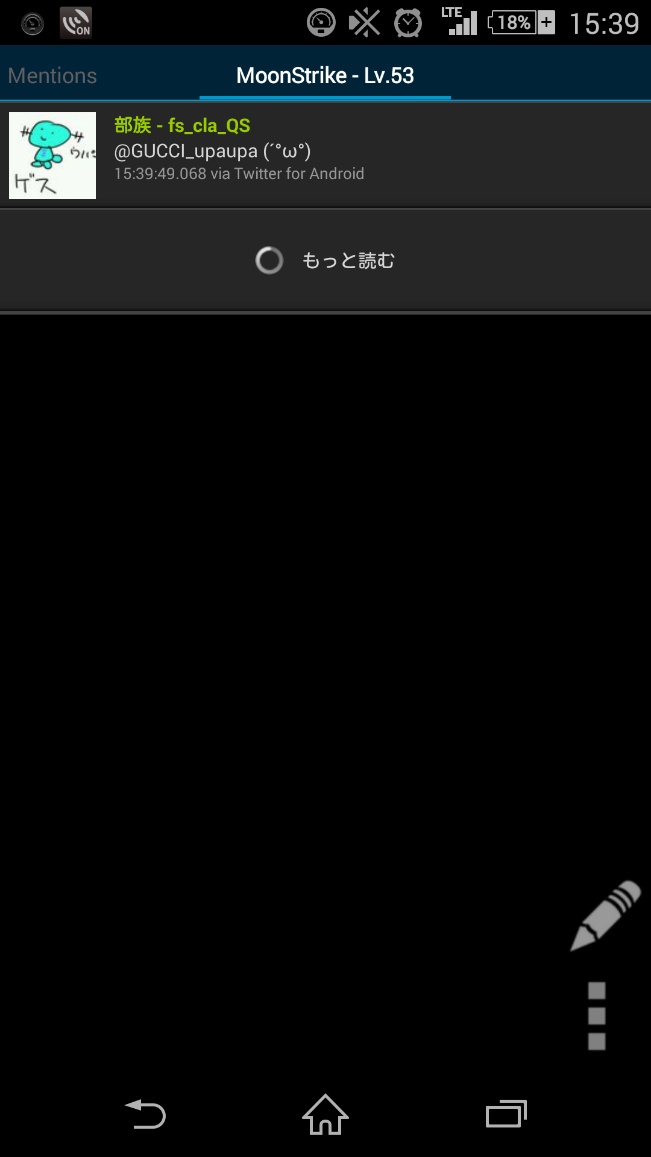 ON
LTE
18%
15:39
Mentions
MoonStrike - Lv.53
部族 - fs_cla_QS
@GUCCI_upaupa (´°ω°)
15:39:49.068 via Twitter for Android
ウパ
ゲス
もっと読む